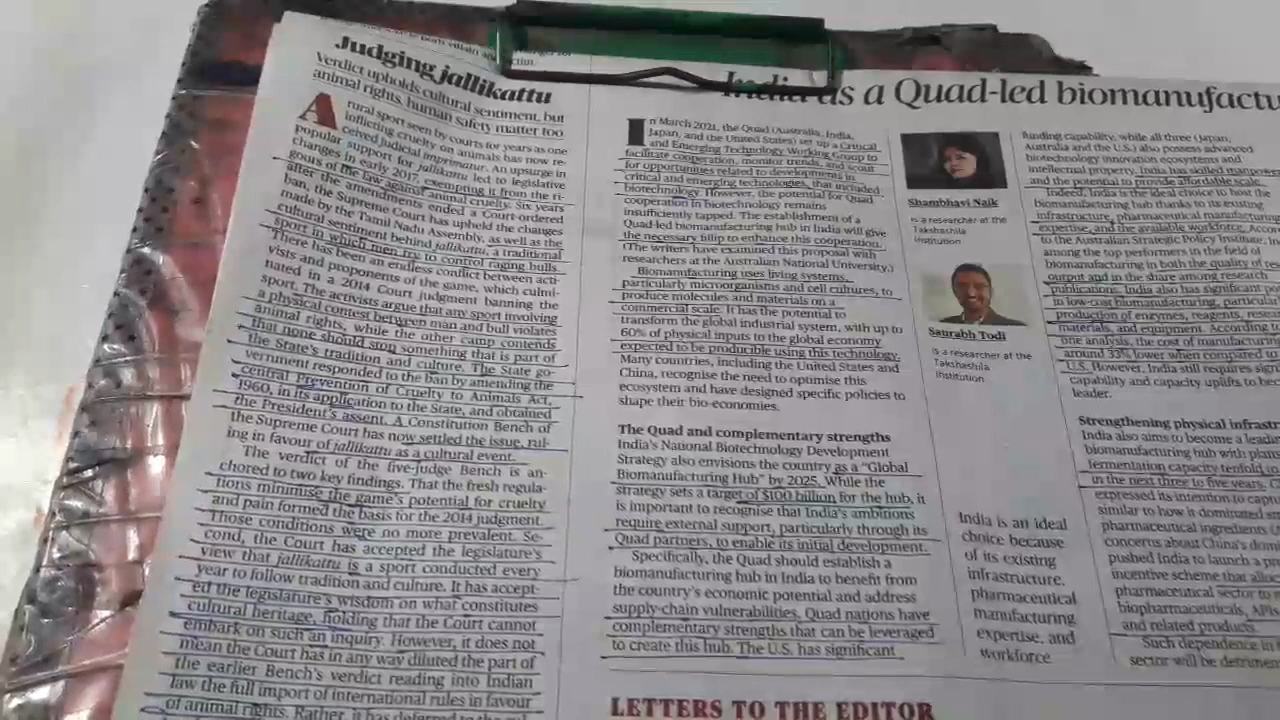 Judging jallikattu
Verdict upholds cultural sentiment, but
animal rights, human safety matter too
A rural sport seen by courts for years as one
inflicting cruelty on animals has now re-
ceived judicial imprimatur. An upsurge in
popular support for jallikattu led to legislative
changes in early 2017, exempting it from the ri-
gours of the law against animal cruelty. Six years
after the amendments ended a Court-ordered
ban, the Supreme Court has upheld the changes
made by the Tamil Nadu Assembly, as well as the
cultural sentiment behind jallikattu, a traditional
sport in which men try to control raging bulls.
There has been an endless conflict between acti-
vists and proponents of the game, which culmi-
nated in a 2014 Court judgment banning the
sport. The activists argue that any sport involving
a physical contest between man and bull violates
animal rights, while the other camp contends
that none should stop something that is part of
the State's tradition and culture. The State go-
vernment responded to the ban by amending the
central Prevention of Cruelty to Animals Act,
1960, in its application to the State, and obtained
the President's assent. A Constitution Bench of
the Supreme Court has now settled the issue, rul-
ing in favour of jallikattu as a cultural event.
The verdict of the five-judge Bench is an-
chored to two key findings. That the fresh regula-
tions minimise the game's potential for cruelty
and pain formed the basis for the 2014 judgment.
Those conditions were no more prevalent. Se-
cond, the Court has accepted the legislature's
view that jallikattu is a sport conducted every
year to follow tradition and culture. It has accept-
ed the legislature's wisdom on what constitutes
cultural heritage, holding that the Court cannot
embark on such an inquiry. However, it does not
mean the Court has in any way diluted the part of
the earlier Bench's verdict reading into Indian
law the full import of international rules in favour
of animal rights. Rather, it has deferred to the
India as a Quad-led biomanufactu
In March 2021, the Quad (Australia, India,
Japan, and the United States) set up a Critical
and Emerging Technology Working Group to
facilitate cooperation, monitor trends, and scout
for opportunities related to developments in
critical and emerging technologies, that included
biotechnology. However, the potential for Quad
cooperation in biotechnology remains
insufficiently tapped. The establishment of a
Quad-led biomanufacturing hub in India will give
the necessary fillip to enhance this cooperation.
(The writers have examined this proposal with
researchers at the Australian National University.)
Biomanufacturing uses living systems,
particularly microorganisms and cell cultures, to
produce molecules and materials on a
commercial scale. It has the potential to
transform the global industrial system, with up to
60% of physical inputs to the global economy
expected to be producible using this technology.
Many countries, including the United States and
China, recognise the need to optimise this
ecosystem and have designed specific policies to
shape their bio-economies.
The Quad and complementary strengths
India's National Biotechnology Development
Strategy also envisions the country as a "Global
Biomanufacturing Hub" by 2025. While the
strategy sets a target of $100 billion for the hub, it
is important to recognise that India's ambitions
require external support, particularly through its
Quad partners, to enable its initial development.
Specifically, the Quad should establish a
biomanufacturing hub in India to benefit from
the country's economic potential and address
supply-chain vulnerabilities. Quad nations have
complementary strengths that can be leveraged
to create this hub. The U.S. has significant
Shambhavi Naik
is a researcher at the
Takshashila
Institution
Saurabh Todi
is a researcher at the
Takshashila
Institution
India is an ideal
choice because
of its existing
infrastructure,
pharmaceutical
manufacturing
expertise, and
workforce
funding capability, while all three (Japan,
Australia and the U.S.) also possess advanced
biotechnology innovation ecosystems and
intellectual property. India has skilled manpower
and the potential to provide affordable scale.
Indeed, India is the ideal choice to host the
biomanufacturing hub thanks to its existing
infrastructure, pharmaceutical manufacturing
expertise, and the available workforce. Accor
to the Australian Strategic Policy Institute, In
among the top performers in the field of
biomanufacturing in both the quality of res
output and in the share among research
publications. India also has significant po
in low-cost biomanufacturing, particular
production of enzymes, reagents, resea
materials, and equipment. According to
one analysis, the cost of manufacturing
around 33% lower when compared to
U.S. However, India still requires sign
capability and capacity uplifts to bec
leader.
Strengthening physical infrastr
India also aims to become a leadin
biomanufacturing hub with plans
fermentation capacity tenfold to
in the next three to five years. C
expressed its intention to captu
similar to how it dominated sm
pharmaceutical ingredients (
concerns about China's dom
pushed India to launch a pr
incentive scheme that alloc
pharmaceutical sector to
biopharmaceuticals, APIs
and related products.
Such dependence in
sector will be detrimen
LETTERS TO THE EDITOR